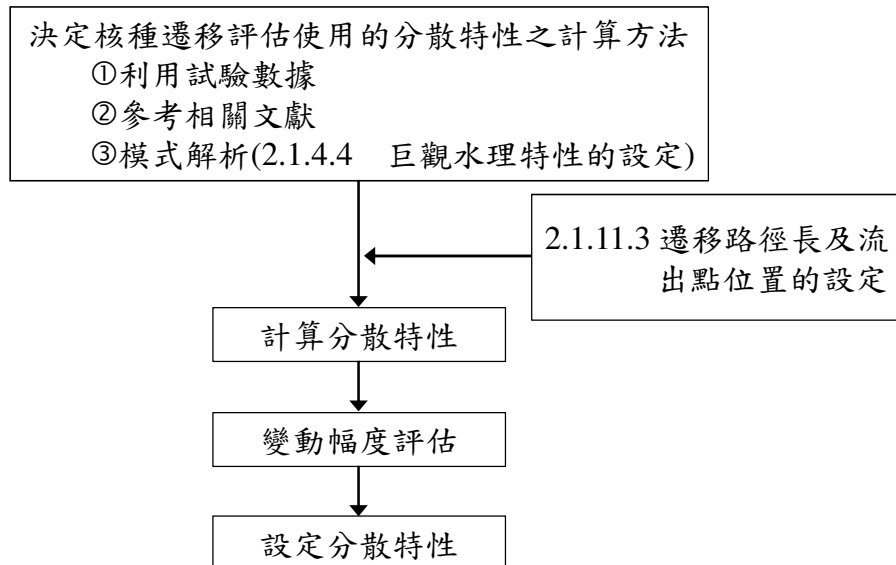 決定核種遷移評估使用的分散特性之計算方法
①利用試驗數據
②參考相關文獻
③模式解析(2.1.4.4 巨觀水理特性的設定)
2.1.11.3 遷移路徑長及流
出點位置的設定
計算分散特性
變動幅度評估
設定分散特性